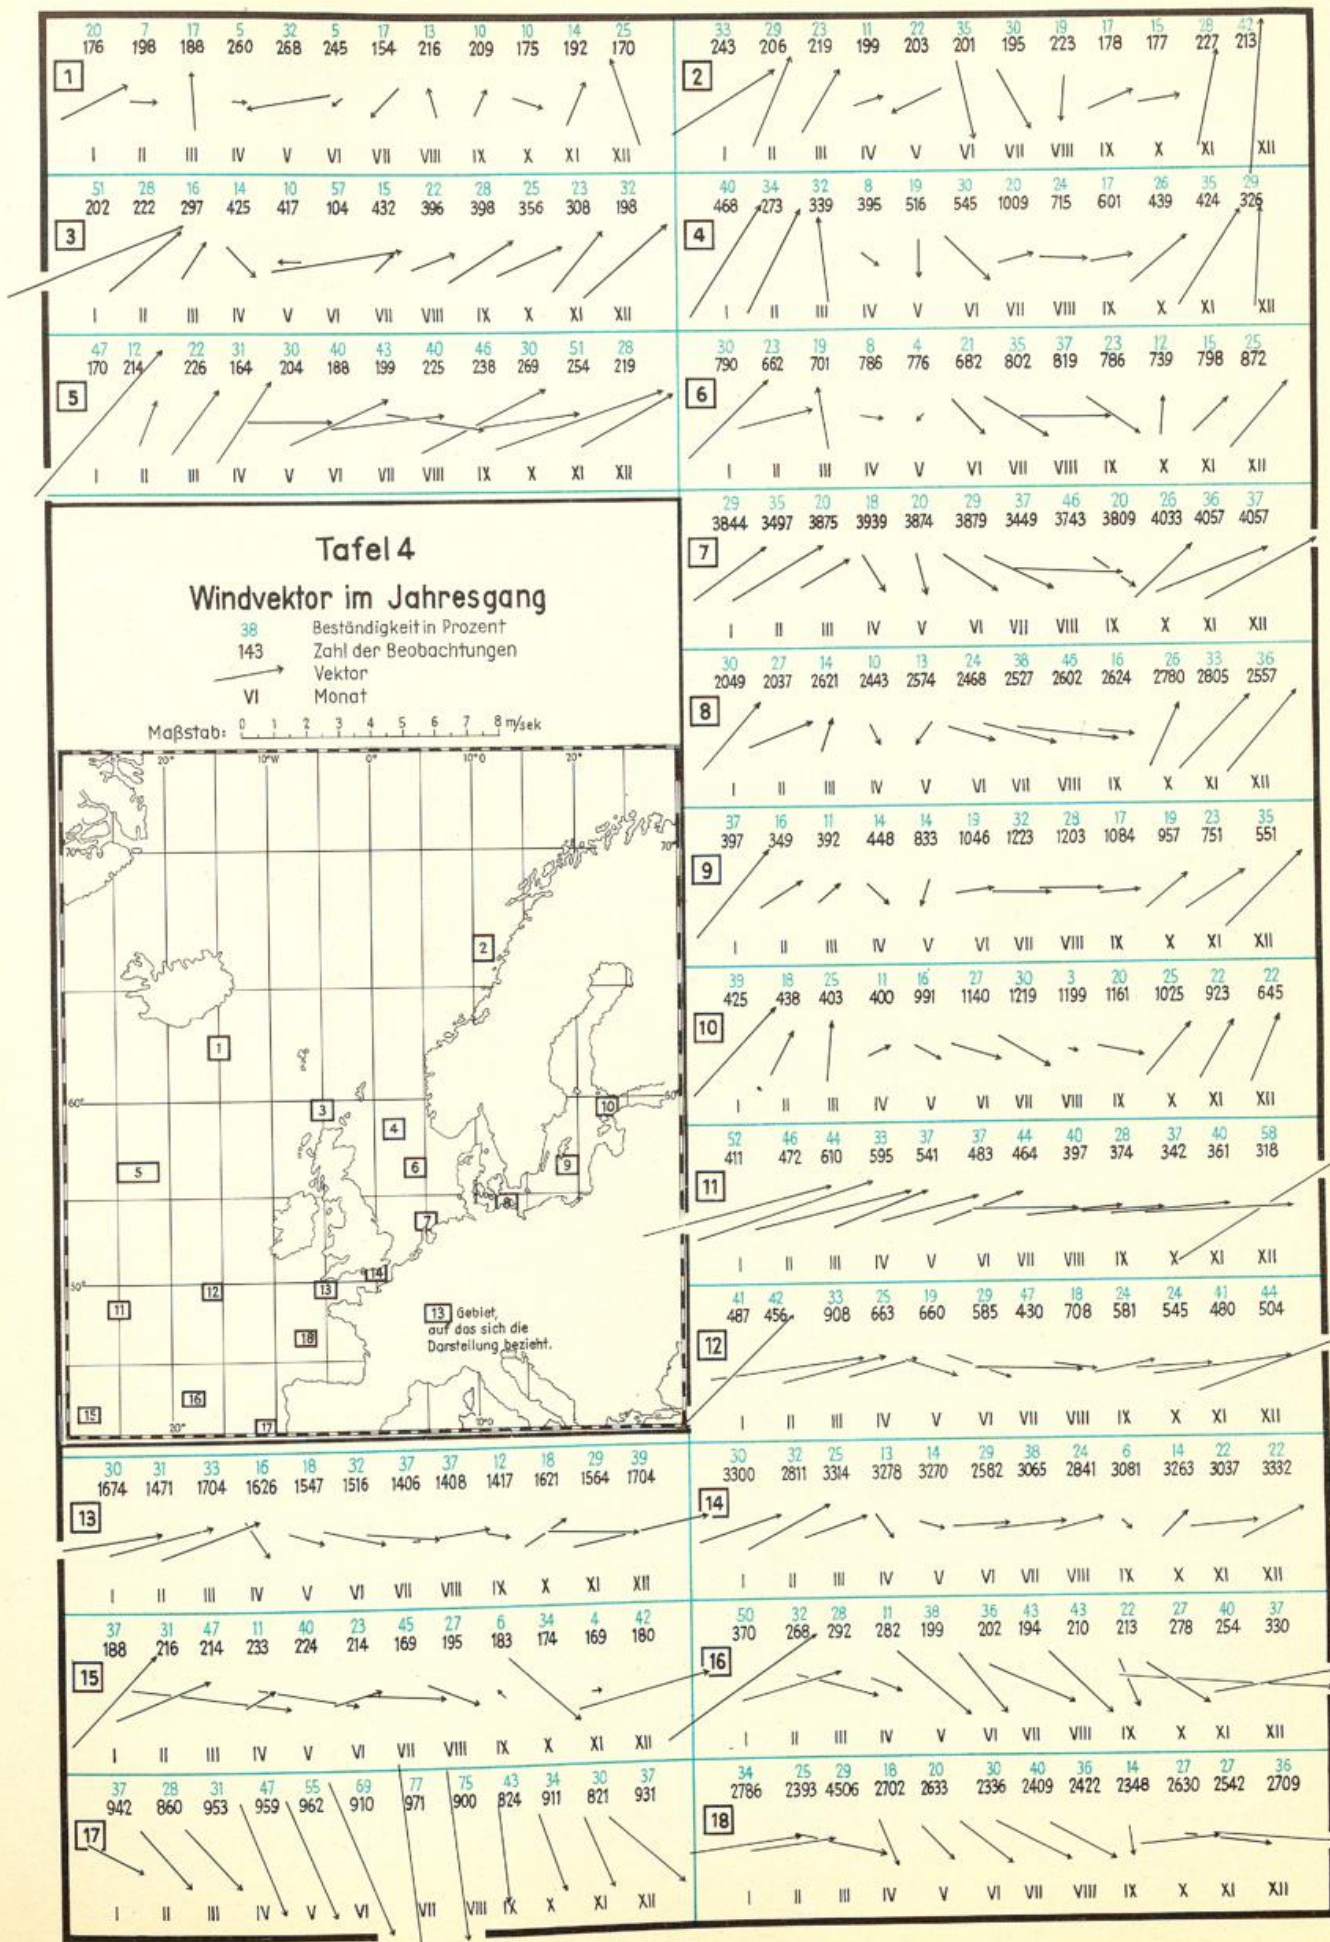 20 7 17 5 32 5 17 13 10 10 14 25
176 198 188 260 268 245 154 216 209 175 192 170
1
I II III IV V VI VII VIII IX X XI XII
33 29 23 11 22 35 30 19 17 15 28 42
243 206 219 199 203 201 195 223 178 177 227 213
2
I II III IV V VI VII VIII IX X XI XII
51 28 16 14 10 57 15 22 28 25 23 32
202 222 297 425 417 104 432 396 398 356 308 198
3
I II III IV V VI VII VIII IX X XI XII
40 34 32 8 19 30 20 24 17 26 35 29
468 273 339 395 516 545 1009 715 601 439 424 326
4
I II III IV V VI VII VIII IX X XI XII
47 12 22 31 30 40 43 40 46 30 51 28
170 214 226 164 204 188 199 225 238 269 254 219
5
I II III IV V VI VII VIII IX X XI XII
30 23 19 8 4 21 35 37 23 12 15 25
790 662 701 786 776 682 802 819 786 739 798 872
6
I II III IV V VI VII VIII IX X XI XII
29 35 20 18 20 29 37 46 20 26 36 37
3844 3497 3875 3939 3874 3879 3449 3743 3809 4033 4057 4057
7
I II III IV V VI VII VIII IX X XI XII
30 27 14 10 13 24 38 46 16 26 33 36
2049 2037 2621 2443 2574 2468 2527 2602 2624 2780 2805 2557
8
I II III IV V VI VII VIII IX X XI XII
37 16 11 14 14 19 32 28 17 19 23 35
397 349 392 448 833 1046 1223 1203 1084 957 751 551
9
I II III IV V VI VII VIII IX X XI XII
39 18 25 11 16 27 30 3 20 25 22 22
425 438 403 400 991 1140 1219 1199 1161 1025 923 645
10
I II III IV V VI VII VIII IX X XI XII
52 46 44 33 37 37 44 40 28 37 40 58
411 472 610 595 541 483 464 397 374 342 361 318
11
I II III IV V VI VII VIII IX X XI XII
41 42 33 25 19 29 47 18 24 24 41 44
487 456 908 663 660 585 430 708 581 545 480 504
12
I II III IV V VI VII VIII IX X XI XII
Tafel 4
Windvektor im Jahresgang
38 Beständigkeit in Prozent
143 Zahl der Beobachtungen
Vektor
VI Monat
Maßstab: 0 1 2 3 4 5 6 7 8 m/sek
20° 10°W 0° 10°O 20°
70° 70°
2
1
60° 60°
3
10
4
5
6
9
8
7
14
50°
12
13
11
18
13 Gebiet,
auf das sich die
Darstellung bezieht.
16
15
17
20° 10°O
30 31 33 16 18 32 37 37 12 18 29 39
1674 1471 1704 1626 1547 1516 1406 1408 1417 1621 1564 1704
13
I II III IV V VI VII VIII IX X XI XII
30 32 25 13 14 29 38 24 6 14 22 22
3300 2811 3314 3278 3270 2582 3065 2841 3081 3263 3037 3332
14
I II III IV V VI VII VIII IX X XI XII
37 31 47 11 40 23 45 27 6 34 4 42
188 216 214 233 224 214 169 195 183 174 169 180
15
I II III IV V VI VII VIII IX X XI XII
50 32 28 11 38 36 43 43 22 27 40 37
370 268 292 282 199 202 194 210 213 278 254 330
16
I II III IV V VI VII VIII IX X XI XII
37 28 31 47 55 69 77 75 43 34 30 37
942 860 953 959 962 910 971 900 824 911 821 931
17
I II III IV V VI VII VIII IX X XI XII
34 25 29 18 20 30 40 36 14 27 27 36
2786 2393 4506 2702 2633 2336 2409 2422 2348 2630 2542 2709
18
I II III IV V VI VII VIII IX X XI XII